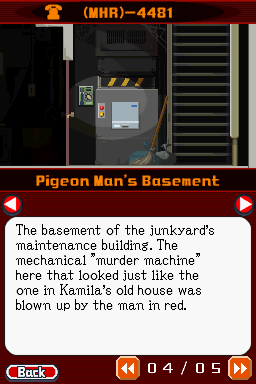 (MHR)-4481
Pigeon Man's Basement
The basement of the junkyard's
maintenance building. The
mechanical "murder machine"
here that looked just like the
one in Kamila's old house was
blown up by the man in red.
Back
04/05